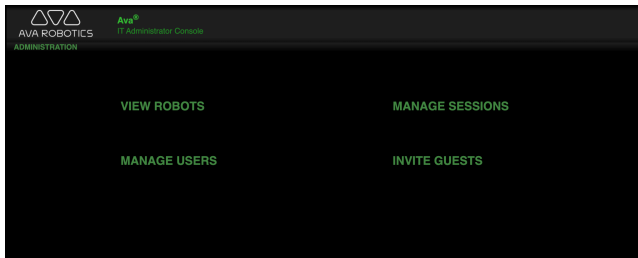 AVA ROBOTICS
Ava®
IT Administrator Console
ADMINISTRATION
VIEW ROBOTS
MANAGE SESSIONS
MANAGE USERS
INVITE GUESTS